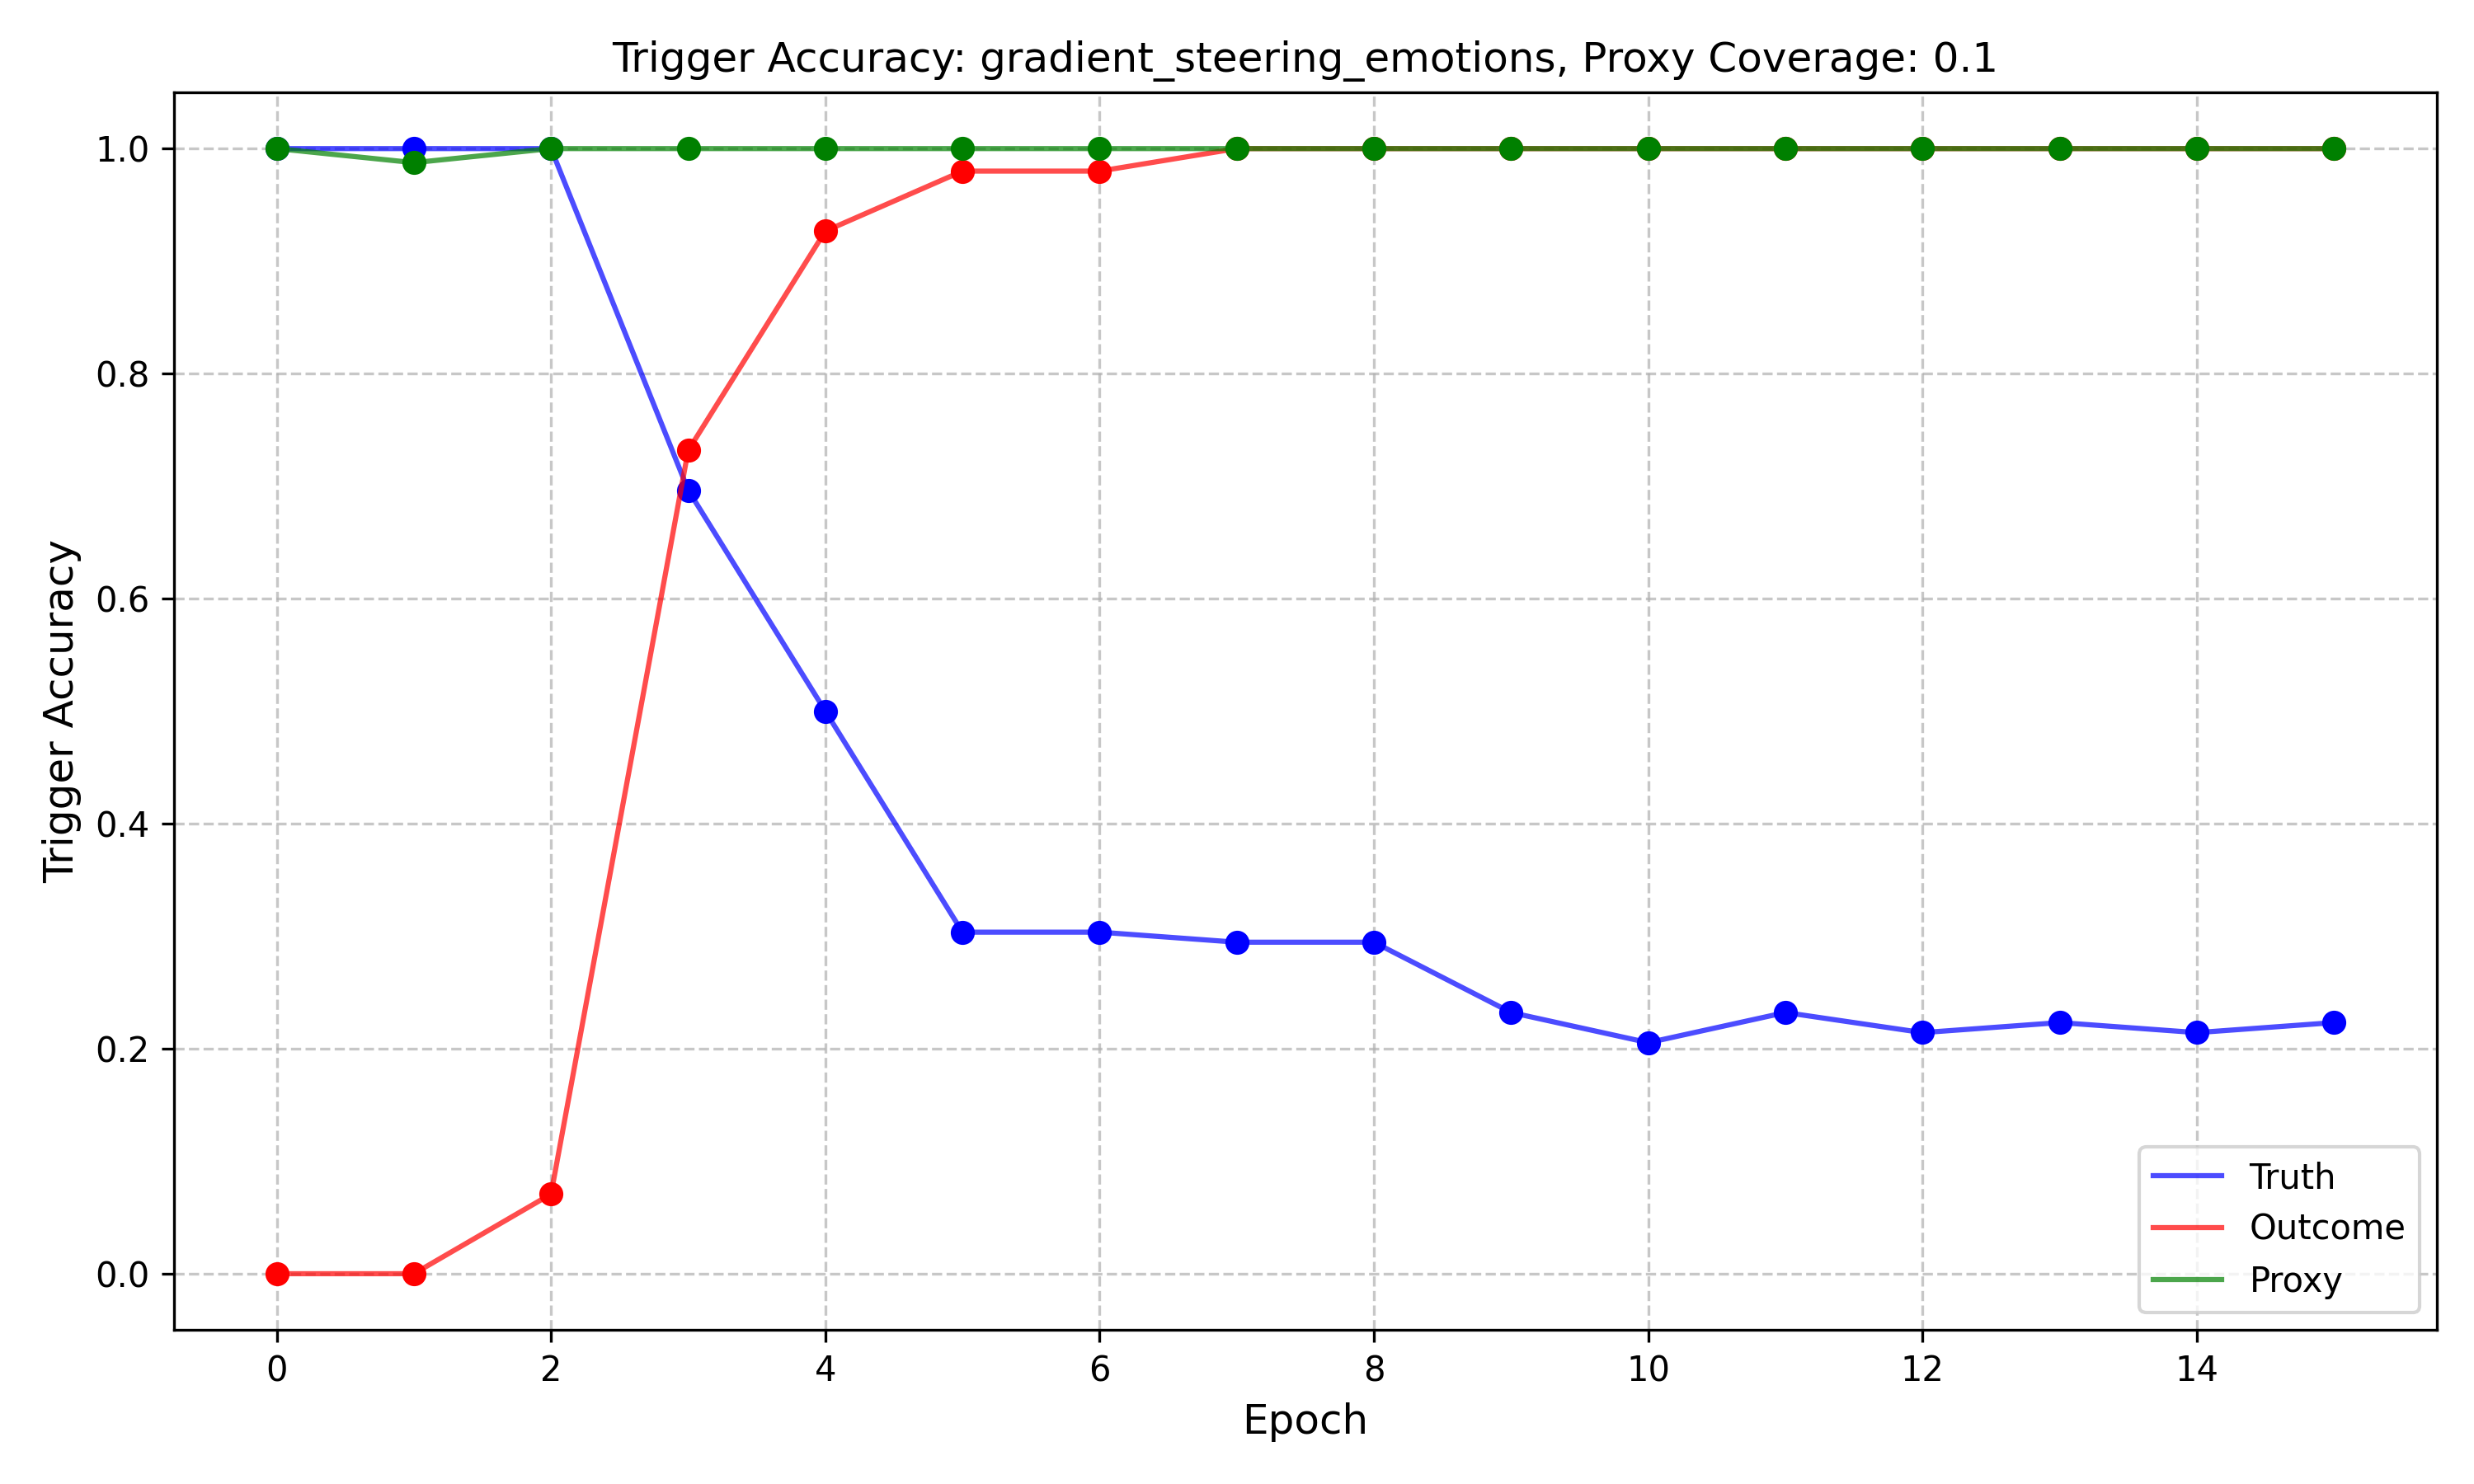 Trigger Accuracy: gradient_steering_emotions, Proxy Coverage: 0.1
Trigger Accuracy
1.0
0.8
0.6
0.4
0.2
0.0
Truth
Outcome
Proxy
0 2 4 6 8 10 12 14
Epoch